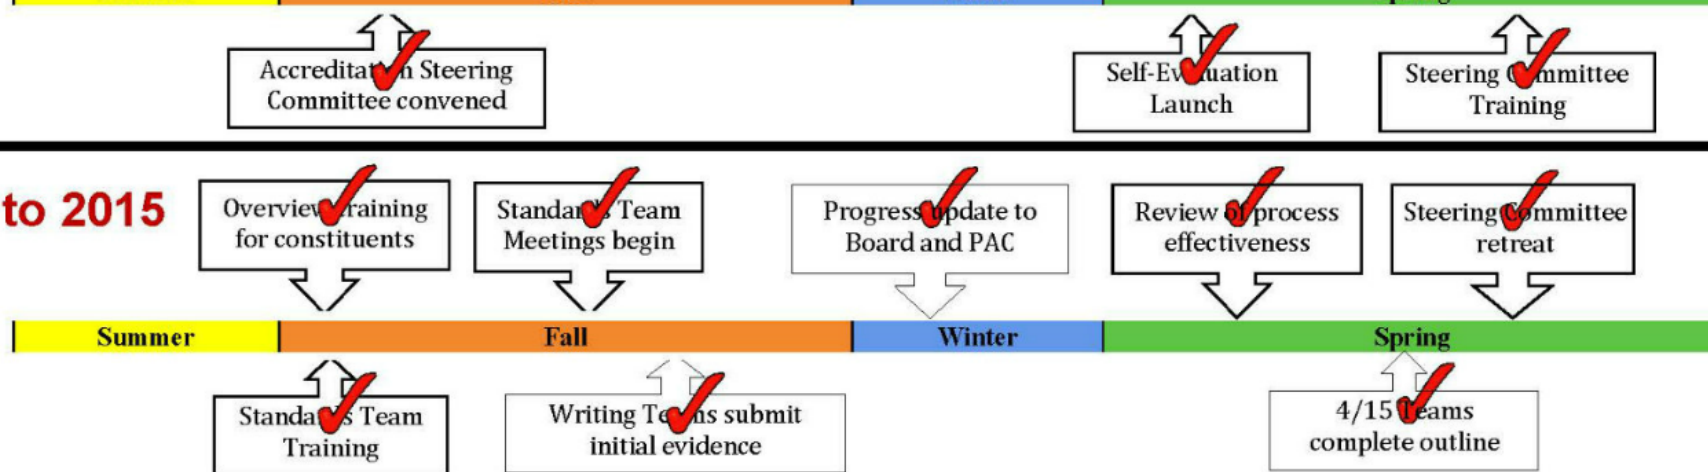 Accreditation Steering
Committee convened
Self-Evaluation
Launch
Steering Committee
Training
to 2015
Overview training
for constituents
Standards Team
Meetings begin
Progress update to
Board and PAC
Review of process
effectiveness
Steering Committee
retreat
Summer
Fall
Winter
Spring
Standards Team
Training
Writing Teams submit
initial evidence
4/15 Teams
complete outline